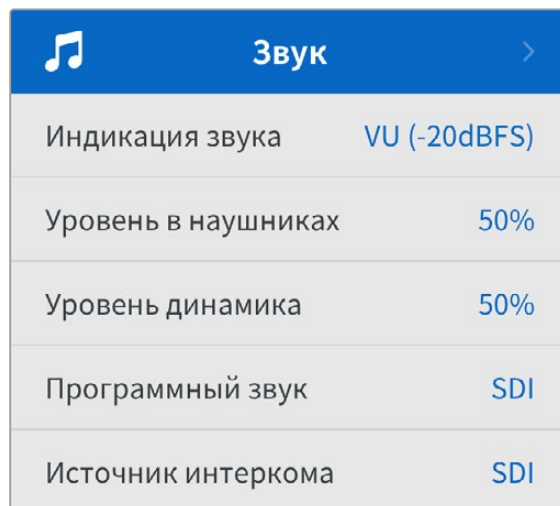 Звук
Индикация звука VU (-20dBFS)
Уровень в наушниках 50%
Уровень динамика 50%
Программный звук SDI
Источник интеркома SDI